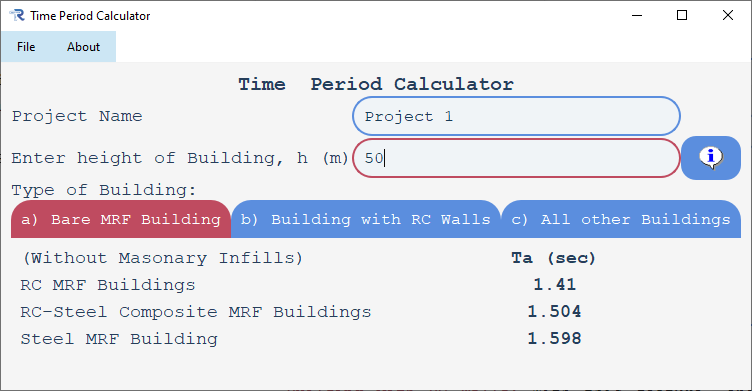 Time Period Calculator
File About
Time Period Calculator
Project Name Project 1
Enter height of Building, h (m) 50
Type of Building:
a) Bare MRF Building b) Building with RC Walls c) All other Buildings
(Without Masonary Infills) Ta (sec)
RC MRF Buildings 1.41
RC-Steel Composite MRF Buildings 1.504
Steel MRF Building 1.598